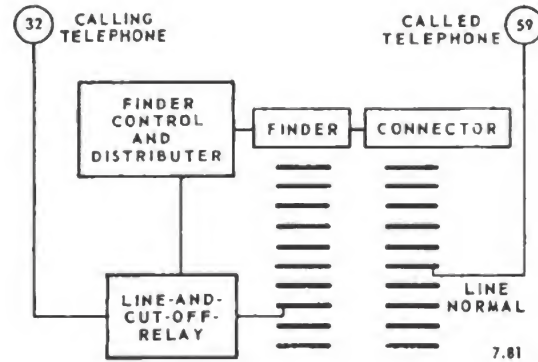 32
CALLING
TELEPHONE
CALLED
TELEPHONE
59
FINDER
CONTROL
AND
DISTRIBUTER
FINDER
CONNECTOR
LINE-AND-
CUT-OFF-
RELAY
LINE
NORMAL
7.81